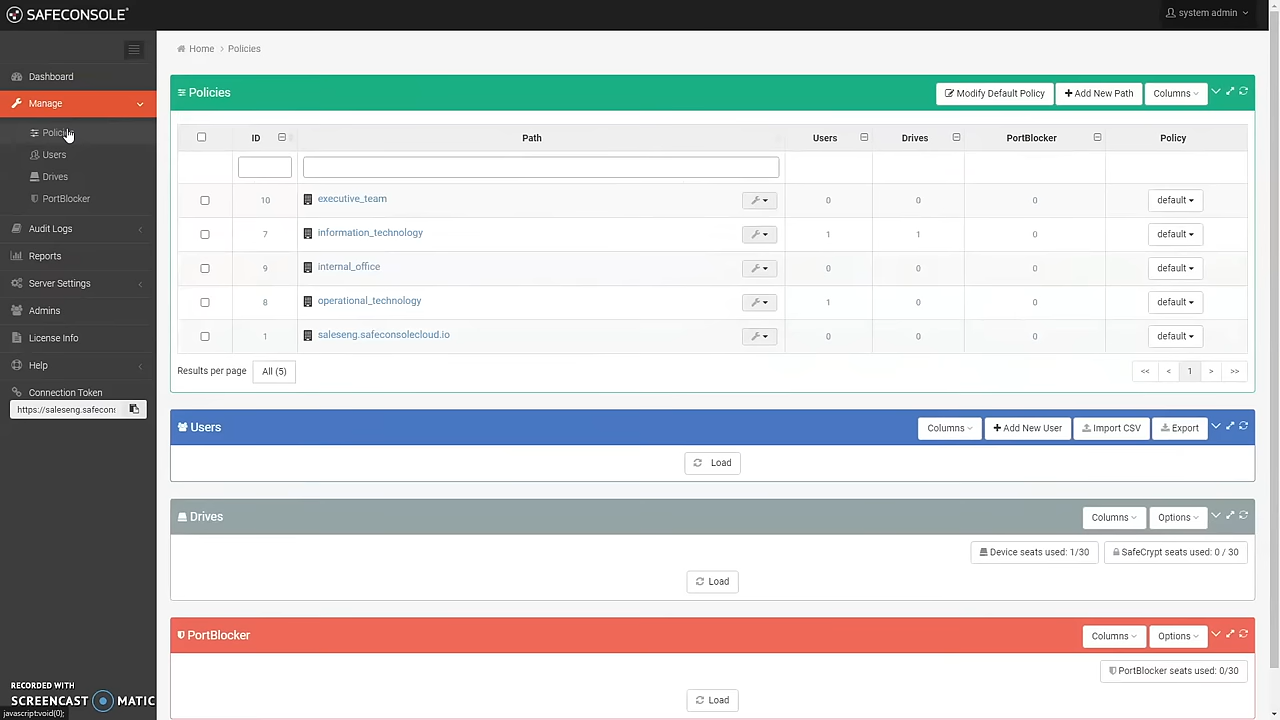 SAFECONSOLE®
system admin
Home > Policies
Dashboard
Manage
Policies
Users
Drives
PortBlocker
Audit Logs
Reports
Server Settings
Admins
License Info
Help
Connection Token
https://saleseng.safecons
RECORDED WITH
SCREENCAST MATIC
javascript:void(0);
Policies
Modify Default Policy
Add New Path
Columns
ID Path Users Drives PortBlocker Policy
10 executive_team 0 0 0 default
7 information_technology 1 1 0 default
9 internal_office 0 0 0 default
8 operational_technology 1 0 0 default
1 saleseng.safeconsolecloud.io 0 0 0 default
Results per page All (5) << < 1 > >>
Users
Columns
Add New User
Import CSV
Export
Load
Drives
Columns
Options
Device seats used: 1/30
SafeCrypt seats used: 0 / 30
Load
PortBlocker
Columns
Options
PortBlocker seats used: 0/30
Load